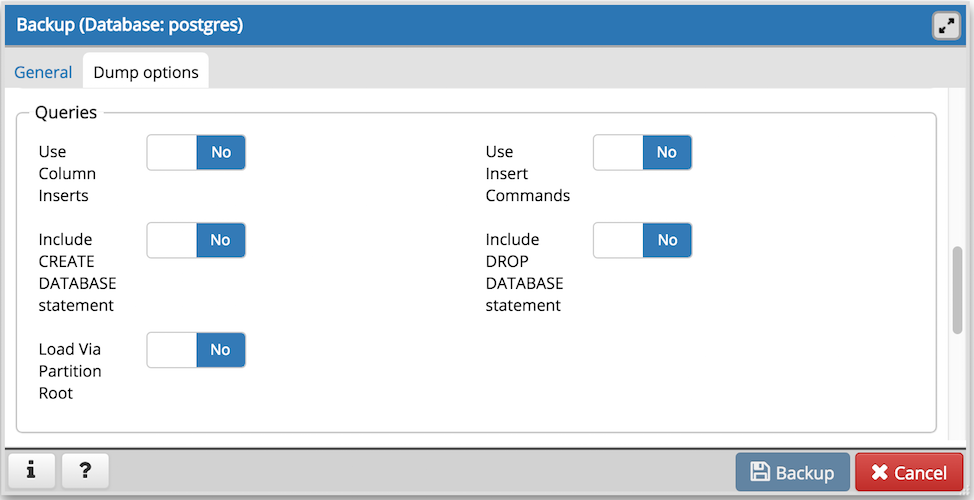 Backup (Database: postgres)
General Dump options
Queries
Use Column Inserts No
Use Insert Commands No
Include CREATE DATABASE statement No
Include DROP DATABASE statement No
Load Via Partition Root No
i ? Backup Cancel